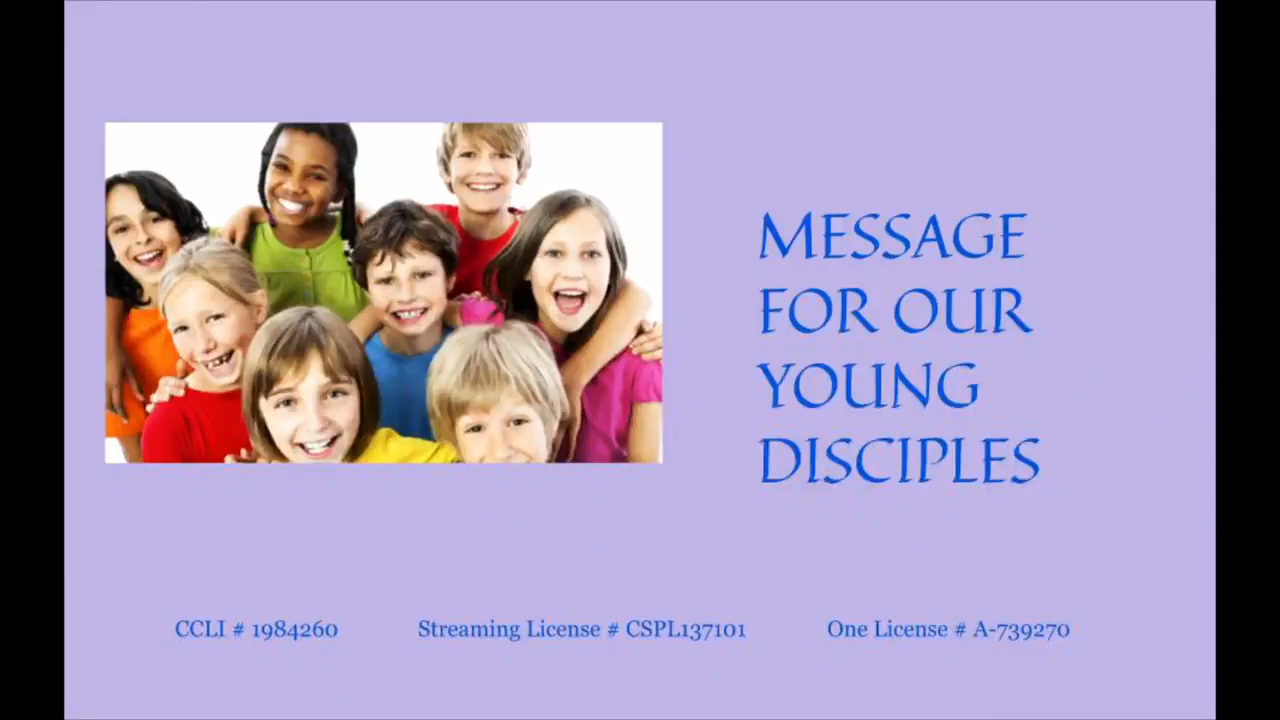 MESSAGE
FOR OUR
YOUNG
DISCIPLES
CCLI # 1984260 Streaming License # CSPL137101 One License # A-739270